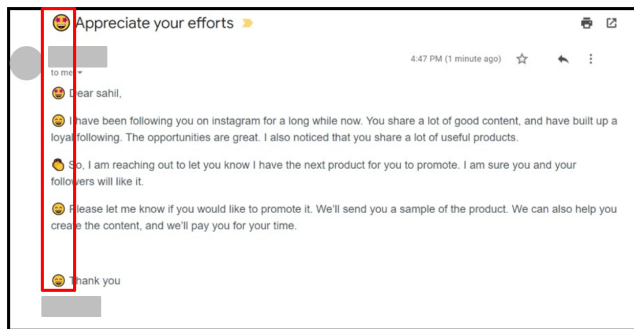 🤩 Appreciate your efforts
4:47 PM (1 minute ago)
to me
🤩 Dear sahil,
😄 I have been following you on instagram for a long while now. You share a lot of good content, and have built up a
loyal following. The opportunities are great. I also noticed that you share a lot of useful products.
👏 So, I am reaching out to let you know I have the next product for you to promote. I am sure you and your
followers will like it.
😄 Please let me know if you would like to promote it. We'll send you a sample of the product. We can also help you
create the content, and we'll pay you for your time.
😄 Thank you